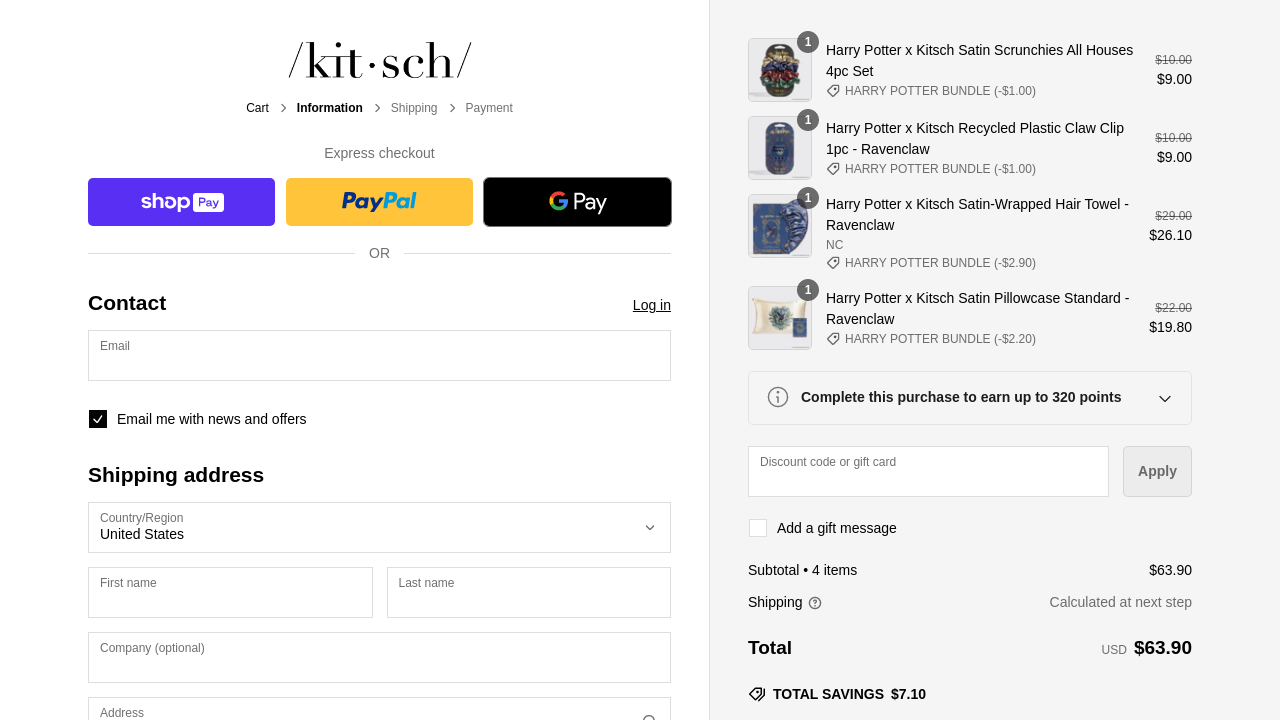 /kit·sch/
Cart > Information > Shipping > Payment
Express checkout
shop Pay
PayPal
G Pay
OR
Contact
Log in
Email
Email me with news and offers
Shipping address
Country/Region
United States
First name
Last name
Company (optional)
Address
1
Harry Potter x Kitsch Satin Scrunchies All Houses
4pc Set
HARRY POTTER BUNDLE (-$1.00)
$10.00
$9.00
1
Harry Potter x Kitsch Recycled Plastic Claw Clip
1pc - Ravenclaw
HARRY POTTER BUNDLE (-$1.00)
$10.00
$9.00
1
Harry Potter x Kitsch Satin-Wrapped Hair Towel -
Ravenclaw
NC
HARRY POTTER BUNDLE (-$2.90)
$29.00
$26.10
1
Harry Potter x Kitsch Satin Pillowcase Standard -
Ravenclaw
HARRY POTTER BUNDLE (-$2.20)
$22.00
$19.80
Complete this purchase to earn up to 320 points
Discount code or gift card
Apply
Add a gift message
Subtotal • 4 items $63.90
Shipping Calculated at next step
Total USD $63.90
TOTAL SAVINGS $7.10